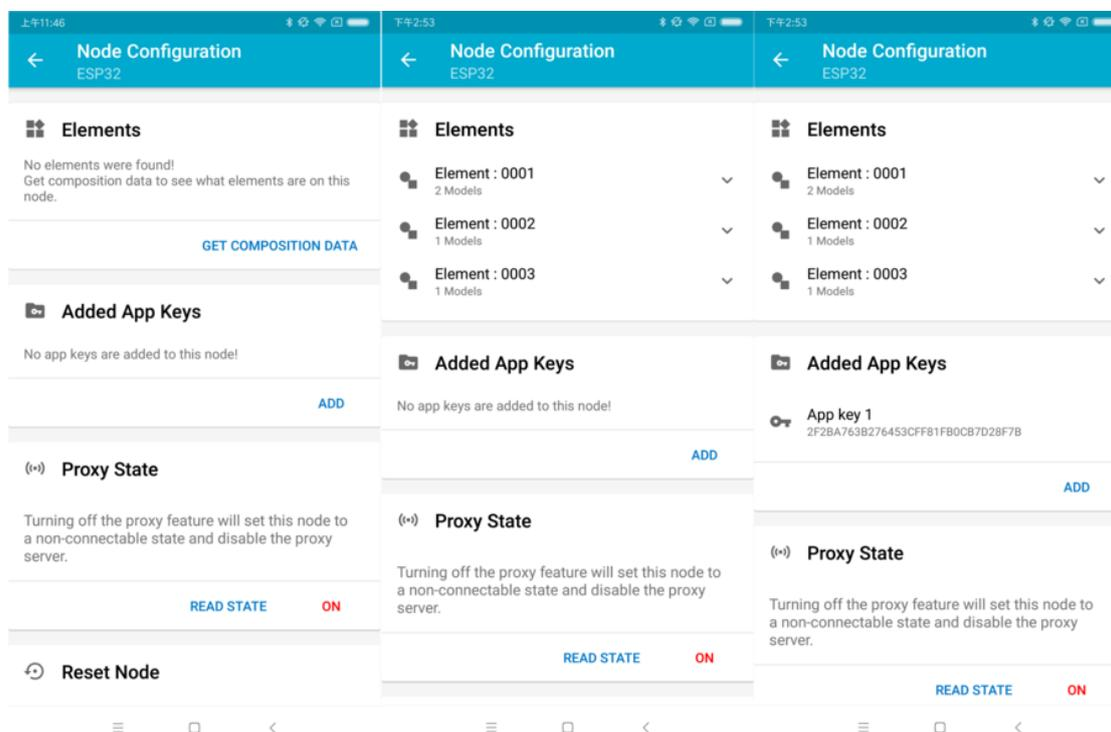 上午11:46
Node Configuration
ESP32
Elements
No elements were found!
Get composition data to see what elements are on this
node.
GET COMPOSITION DATA
Added App Keys
No app keys are added to this node!
ADD
Proxy State
Turning off the proxy feature will set this node to
a non-connectable state and disable the proxy
server.
READ STATE
ON
Reset Node
下午2:53
Node Configuration
ESP32
Elements
Element : 0001
2 Models
Element : 0002
1 Models
Element : 0003
1 Models
Added App Keys
No app keys are added to this node!
ADD
Proxy State
Turning off the proxy feature will set this node to
a non-connectable state and disable the proxy
server.
READ STATE
ON
下午2:53
Node Configuration
ESP32
Elements
Element : 0001
2 Models
Element : 0002
1 Models
Element : 0003
1 Models
Added App Keys
App key 1
2F2BA763B276453CFF81FB0CB7D28F7B
ADD
Proxy State
Turning off the proxy feature will set this node to
a non-connectable state and disable the proxy
server.
READ STATE
ON